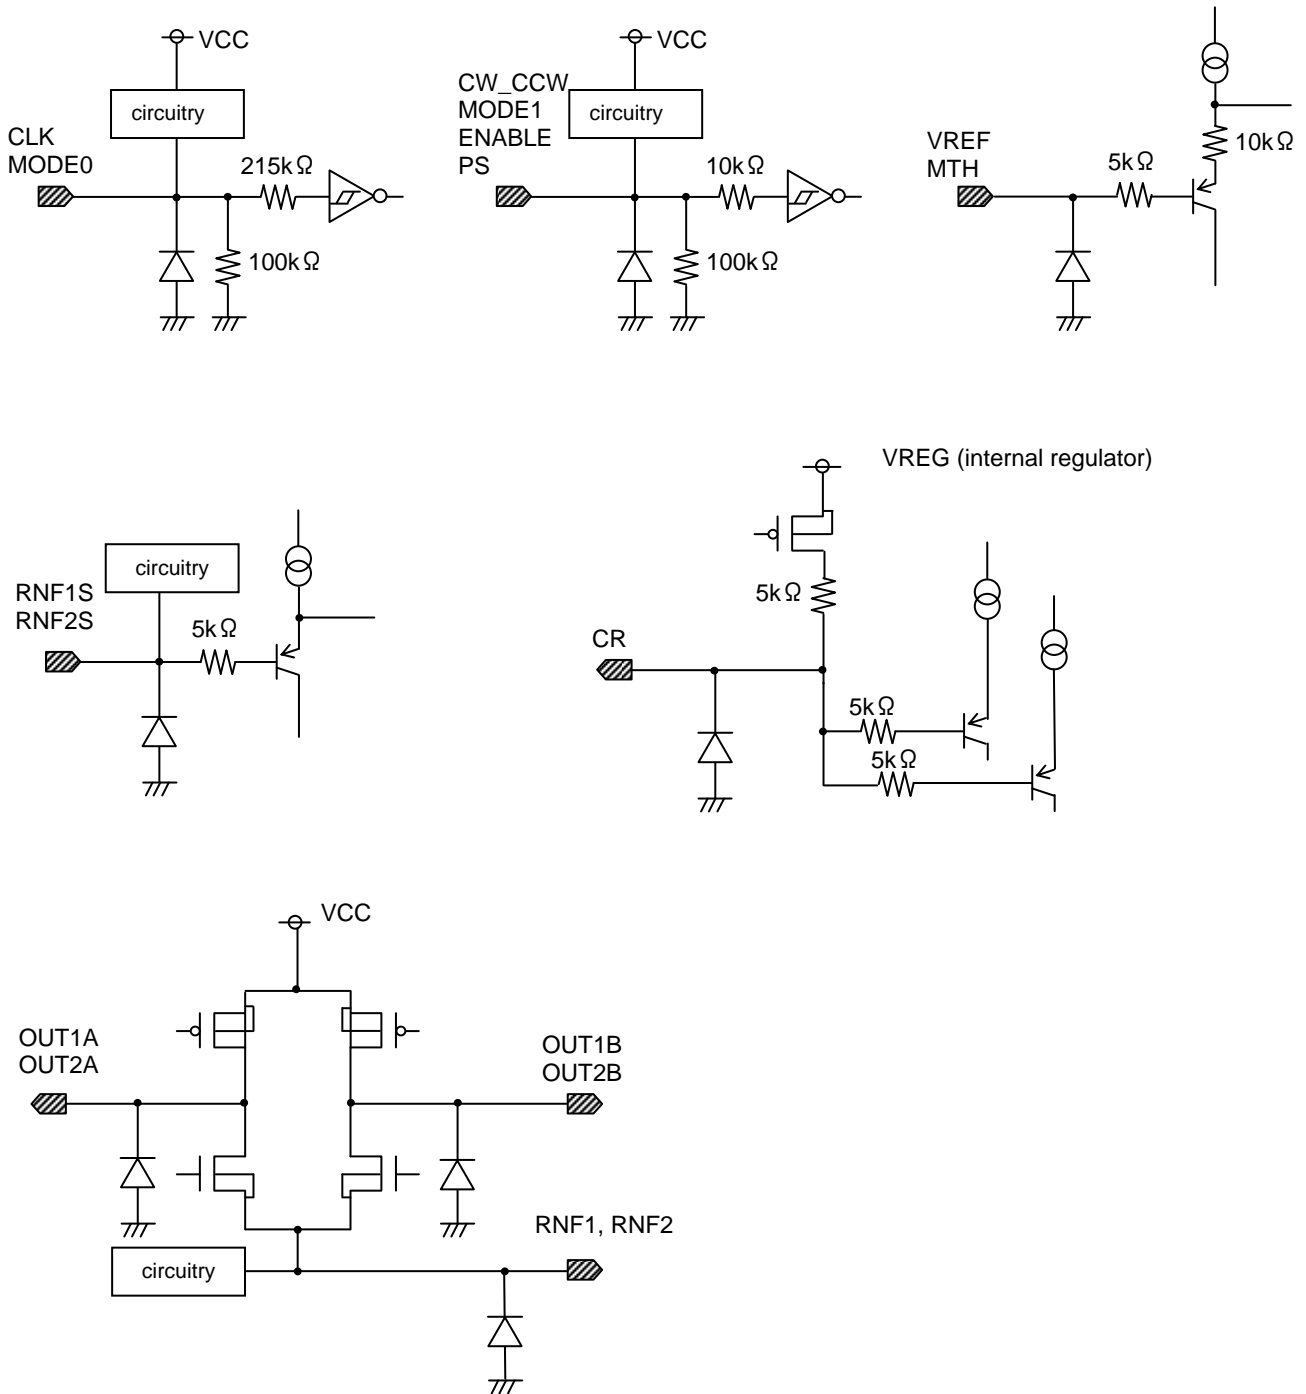 VCC
circuitry
CLK
MODE0
215kΩ
100kΩ
VCC
CW_CCW
MODE1
ENABLE
PS
circuitry
10kΩ
100kΩ
VREF
MTH
5kΩ
10kΩ
circuitry
RNF1S
RNF2S
5kΩ
VREG (internal regulator)
5kΩ
CR
5kΩ
5kΩ
VCC
OUT1A
OUT2A
OUT1B
OUT2B
RNF1, RNF2
circuitry